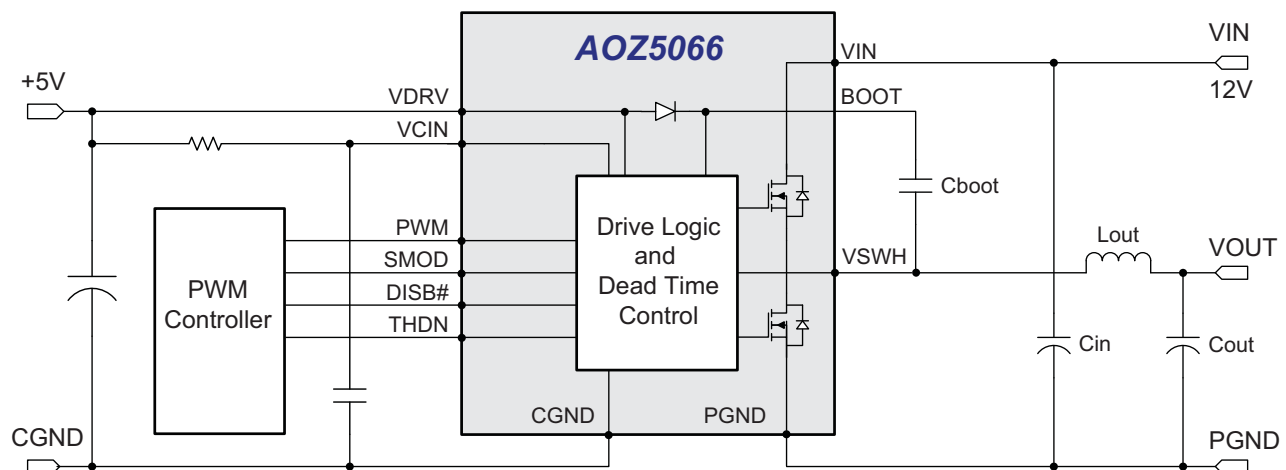 AOZ5066
VIN
VIN
12V
+5V
VDRV
BOOT
VCIN
Cboot
PWM
SMOD
DISB#
THDN
PWM
Controller
Drive Logic
and
Dead Time
Control
VSWH
Lout
VOUT
Cin
Cout
CGND
PGND
CGND
PGND